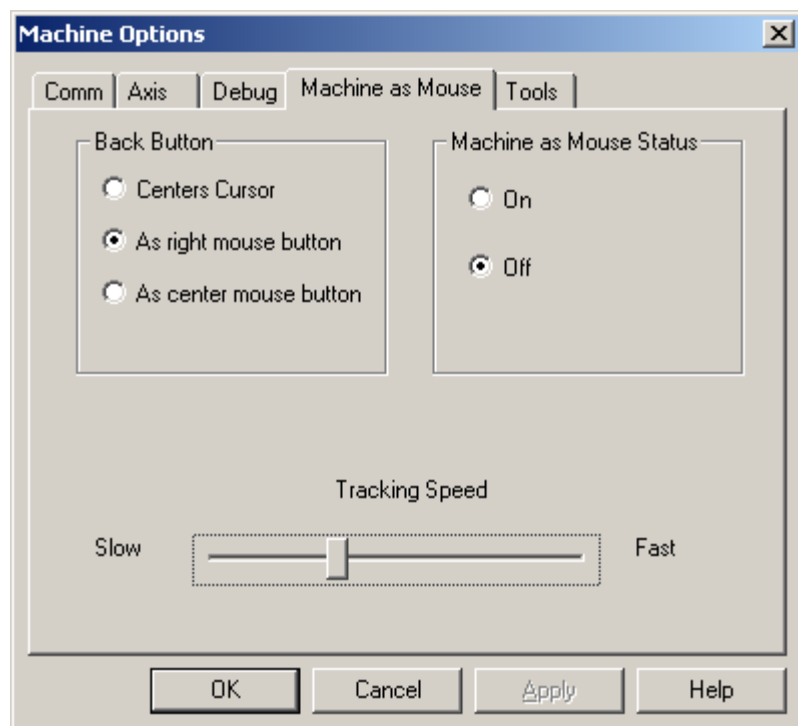 Machine Options
Comm Axis Debug Machine as Mouse Tools
Back Button
Centers Cursor
As right mouse button
As center mouse button
Machine as Mouse Status
On
Off
Tracking Speed
Slow Fast
OK Cancel Apply Help